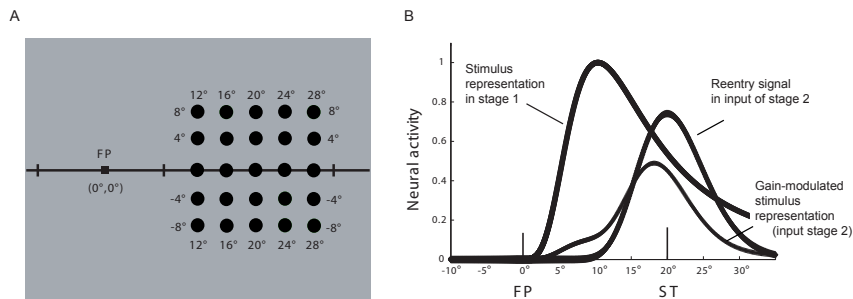 A
12° 16° 20° 24° 28°
8° 8°
4° 4°
FP
(0°,0°)
-4° -4°
-8° -8°
12° 16° 20° 24° 28°
B
Neural activity
1
0.8
0.6
0.4
0.2
0
Stimulus
representation
in stage 1
Reentry signal
in input of stage 2
Gain-modulated
stimulus
representation
(input stage 2)
-10° -5° 0° 5° 10° 15° 20° 25° 30°
FP ST